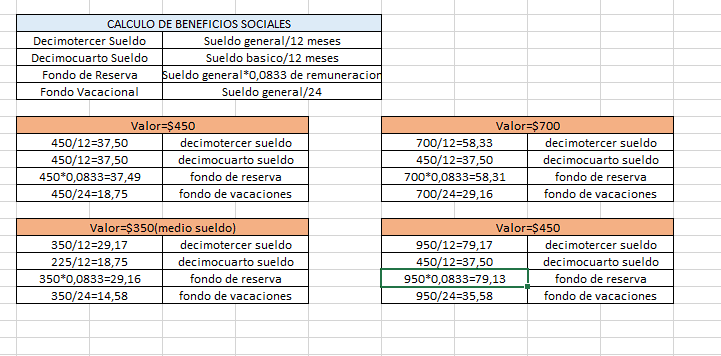 CALCULO DE BENEFICIOS SOCIALES
Decimotercer Sueldo Sueldo general/12 meses
Decimocuarto Sueldo Sueldo basico/12 meses
Fondo de Reserva Sueldo general*0,0833 de remuneracion
Fondo Vacacional Sueldo general/24
Valor=$450
450/12=37,50 decimotercer sueldo
450/12=37,50 decimocuarto sueldo
450*0,0833=37,49 fondo de reserva
450/24=18,75 fondo de vacaciones
Valor=$700
700/12=58,33 decimotercer sueldo
450/12=37,50 decimocuarto sueldo
700*0,0833=58,31 fondo de reserva
700/24=29,16 fondo de vacaciones
Valor=$350(medio sueldo)
350/12=29,17 decimotercer sueldo
225/12=18,75 decimocuarto sueldo
350*0,0833=29,16 fondo de reserva
350/24=14,58 fondo de vacaciones
Valor=$450
950/12=79,17 decimotercer sueldo
450/12=37,50 decimocuarto sueldo
950*0,0833=79,13 fondo de reserva
950/24=35,58 fondo de vacaciones